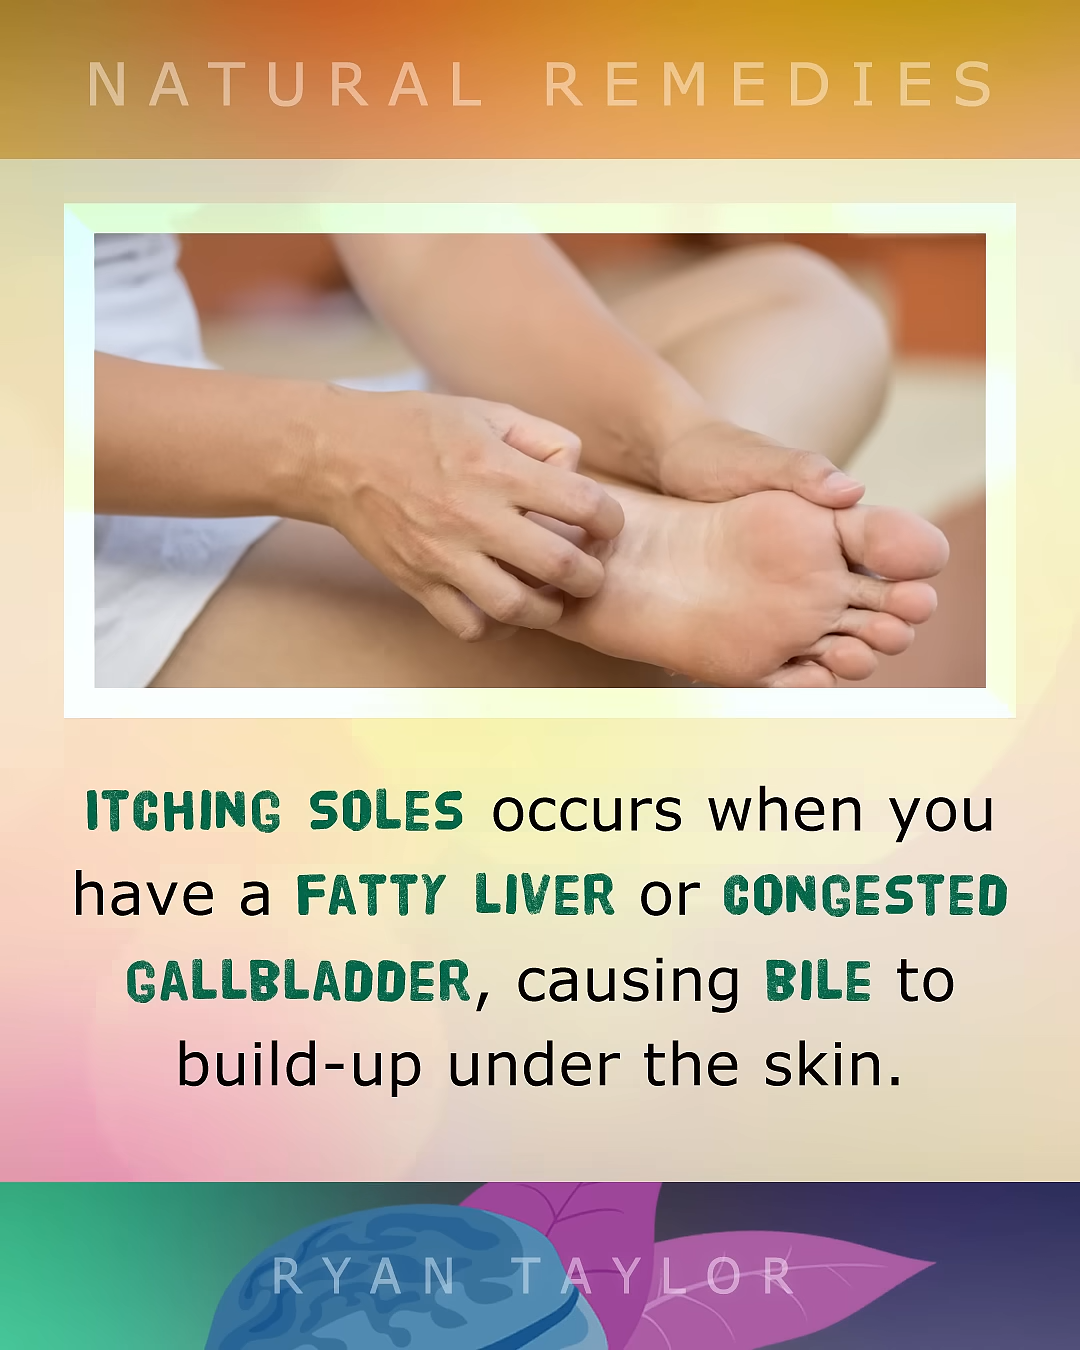 NATURAL REMEDIES
ITCHING SOLES occurs when you
have a FATTY LIVER or CONGESTED
GALLBLADDER, causing BILE to
build-up under the skin.
RYAN TAYLOR